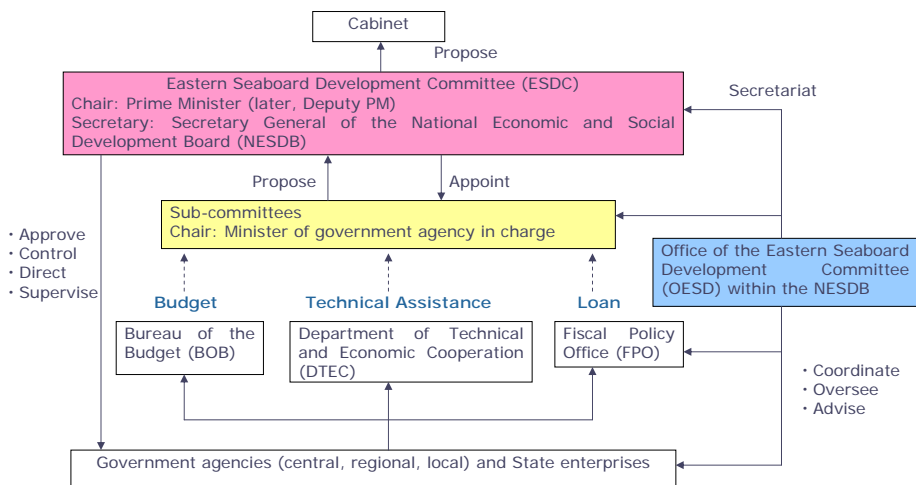 Cabinet
Propose
Eastern Seaboard Development Committee (ESDC)
Chair: Prime Minister (later, Deputy PM)
Secretary: Secretary General of the National Economic and Social
Development Board (NESDB)
Secretariat
Propose
Appoint
Sub-committees
Chair: Minister of government agency in charge
・Approve
・Control
・Direct
・Supervise
Office of the Eastern Seaboard
Development Committee
(OESD) within the NESDB
Budget
Technical Assistance
Loan
Bureau of the
Budget (BOB)
Department of Technical
and Economic Cooperation
(DTEC)
Fiscal Policy
Office (FPO)
・Coordinate
・Oversee
・Advise
Government agencies (central, regional, local) and State enterprises